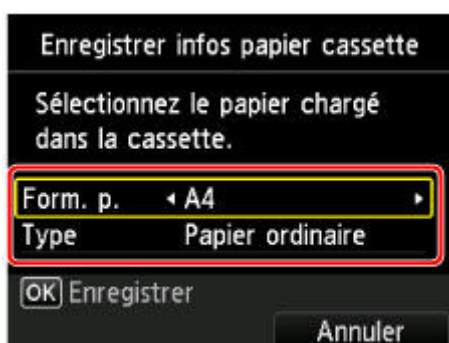 Enregistrer infos papier cassette
Sélectionnez le papier chargé
dans la cassette.
Form. p. A4
Type Papier ordinaire
OK Enregistrer
Annuler